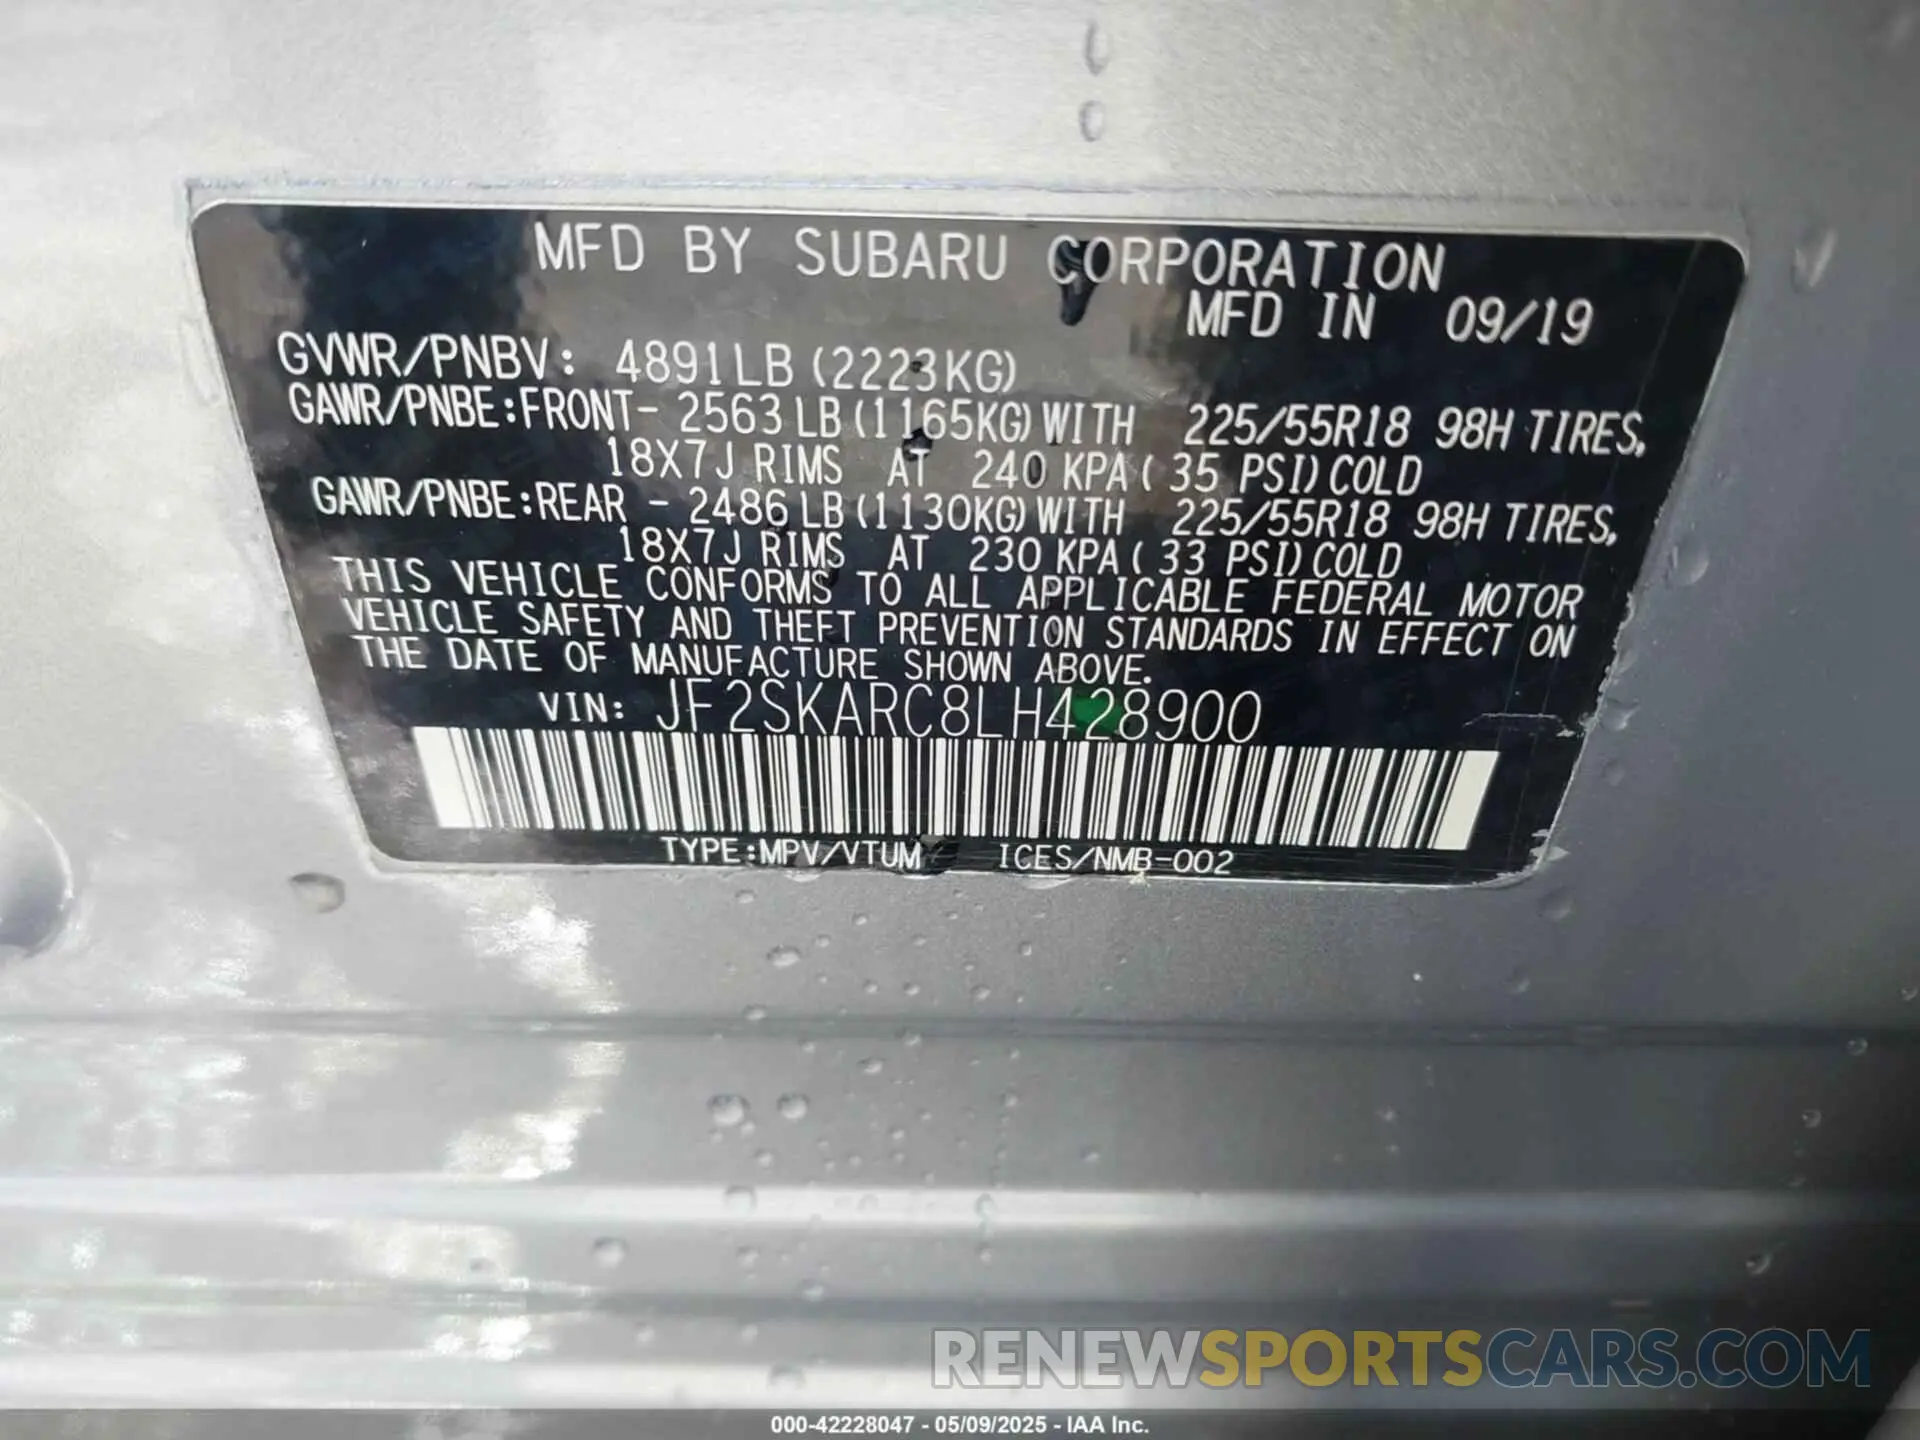 MFD BY SUBARU CORPORATION
MFD IN 09/19
GVWR/PNBV: 4891LB (2223KG)
GAWR/PNBE:FRONT- 2563 LB (1165KG) WITH 225/55R18 98H TIRES,
18X7J RIMS AT 240 KPA ( 35 PSI) COLD
GAWR/PNBE:REAR - 2486 LB (1130KG) WITH 225/55R18 98H TIRES,
18X7J RIMS AT 230 KPA ( 33 PSI) COLD
THIS VEHICLE CONFORMS TO ALL APPLICABLE FEDERAL MOTOR
VEHICLE SAFETY AND THEFT PREVENTION STANDARDS IN EFFECT ON
THE DATE OF MANUFACTURE SHOWN ABOVE.
VIN: JF2SKARC8LH428900
TYPE:MPV/VTUM ICES/NMB-002
RENEWSPORTSCARS.COM
000-42228047 - 05/09/2025 - IAA Inc.